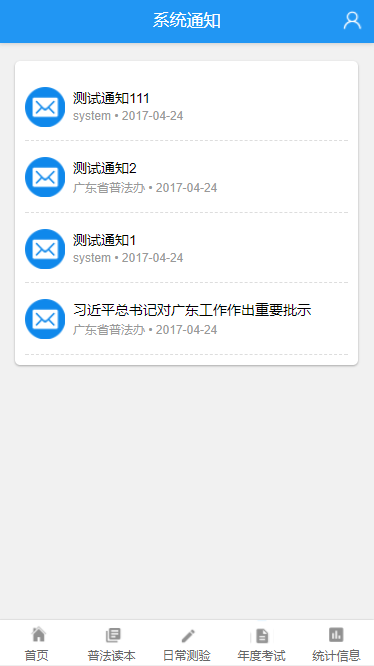 系统通知
测试通知111
system • 2017-04-24
测试通知2
广东省普法办 • 2017-04-24
测试通知1
system • 2017-04-24
习近平总书记对广东工作作出重要批示
广东省普法办 • 2017-04-24
首页 普法读本 日常测验 年度考试 统计信息